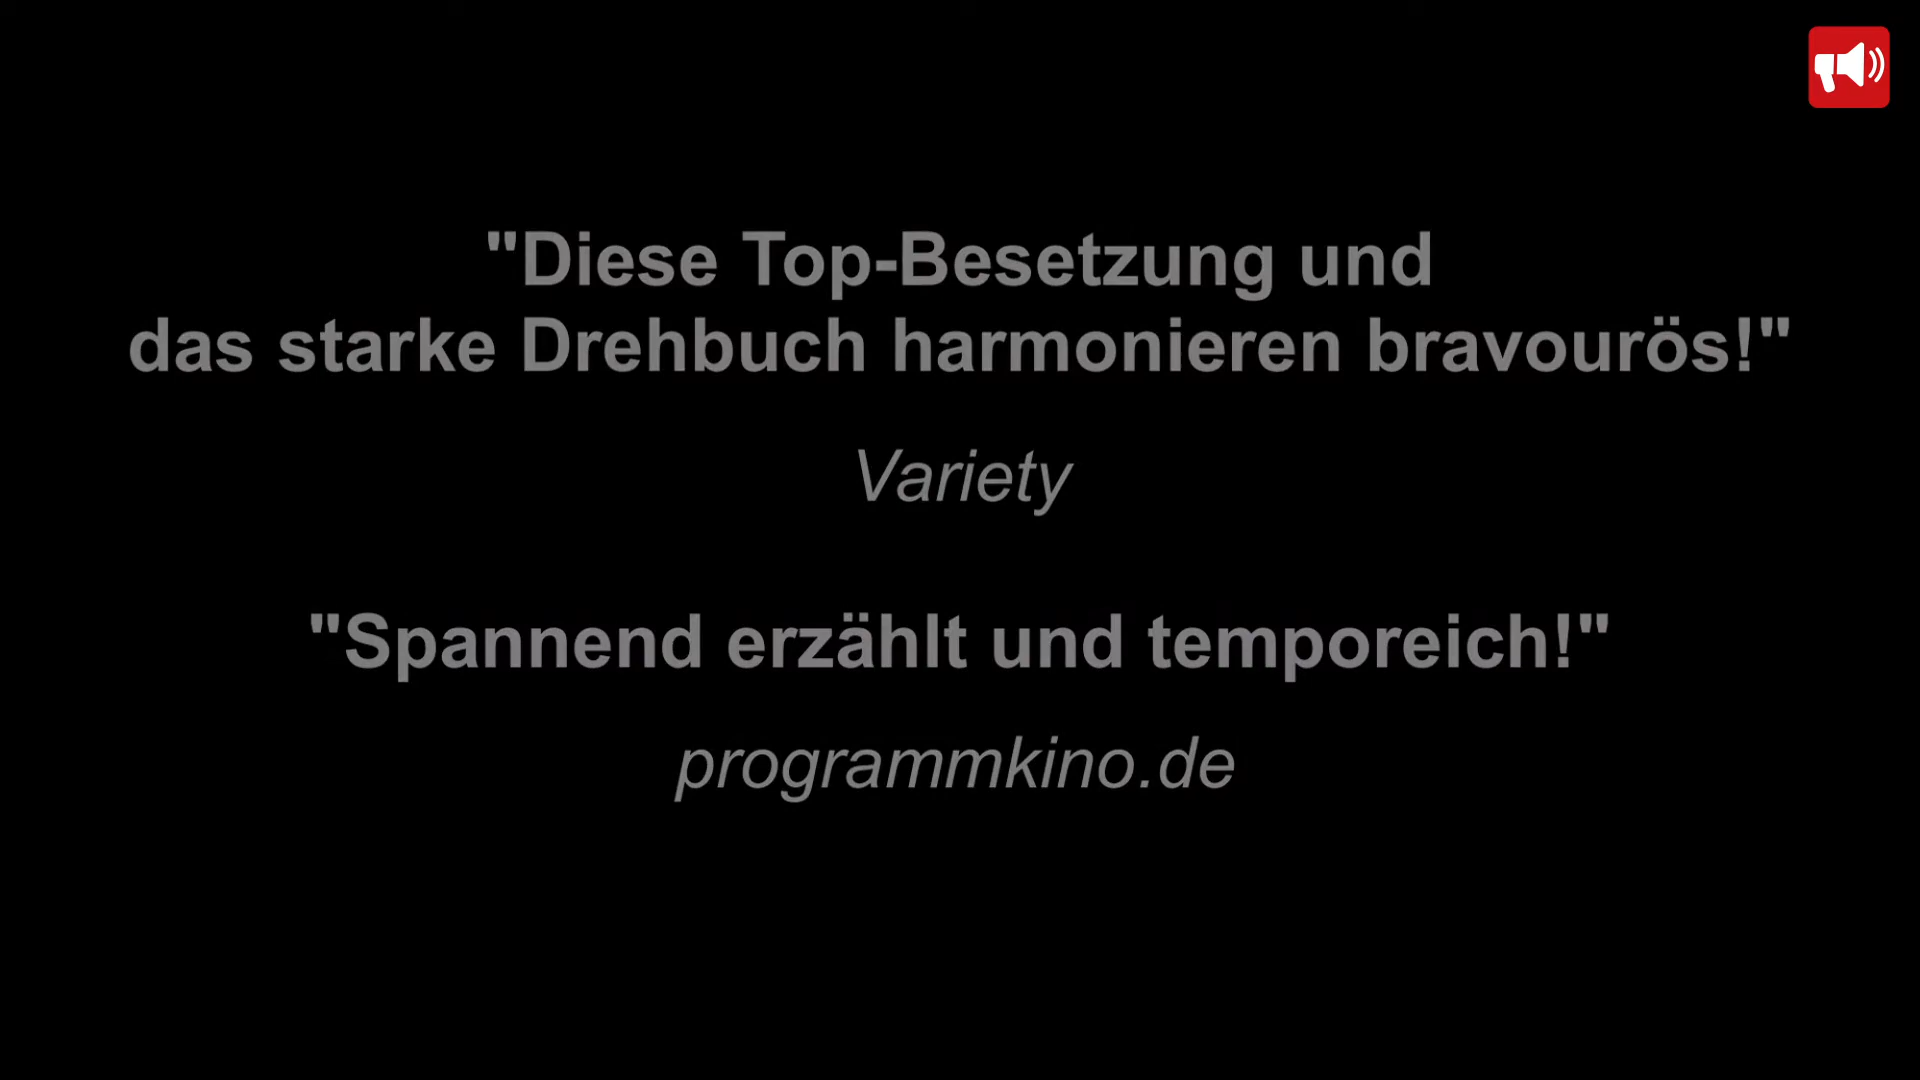 "Diese Top-Besetzung und
das starke Drehbuch harmonieren bravourös!"
Variety
"Spannend erzählt und temporeich!"
programmkino.de